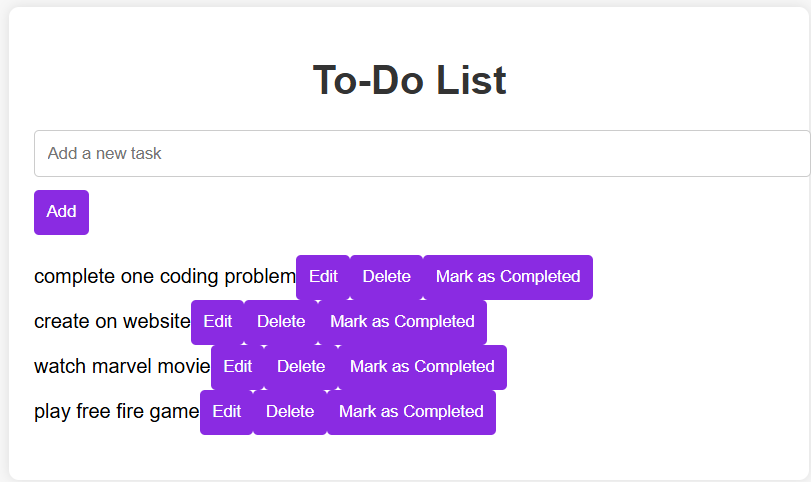 To-Do List
Add a new task
Add
complete one coding problem Edit Delete Mark as Completed
create on website Edit Delete Mark as Completed
watch marvel movie Edit Delete Mark as Completed
play free fire game Edit Delete Mark as Completed